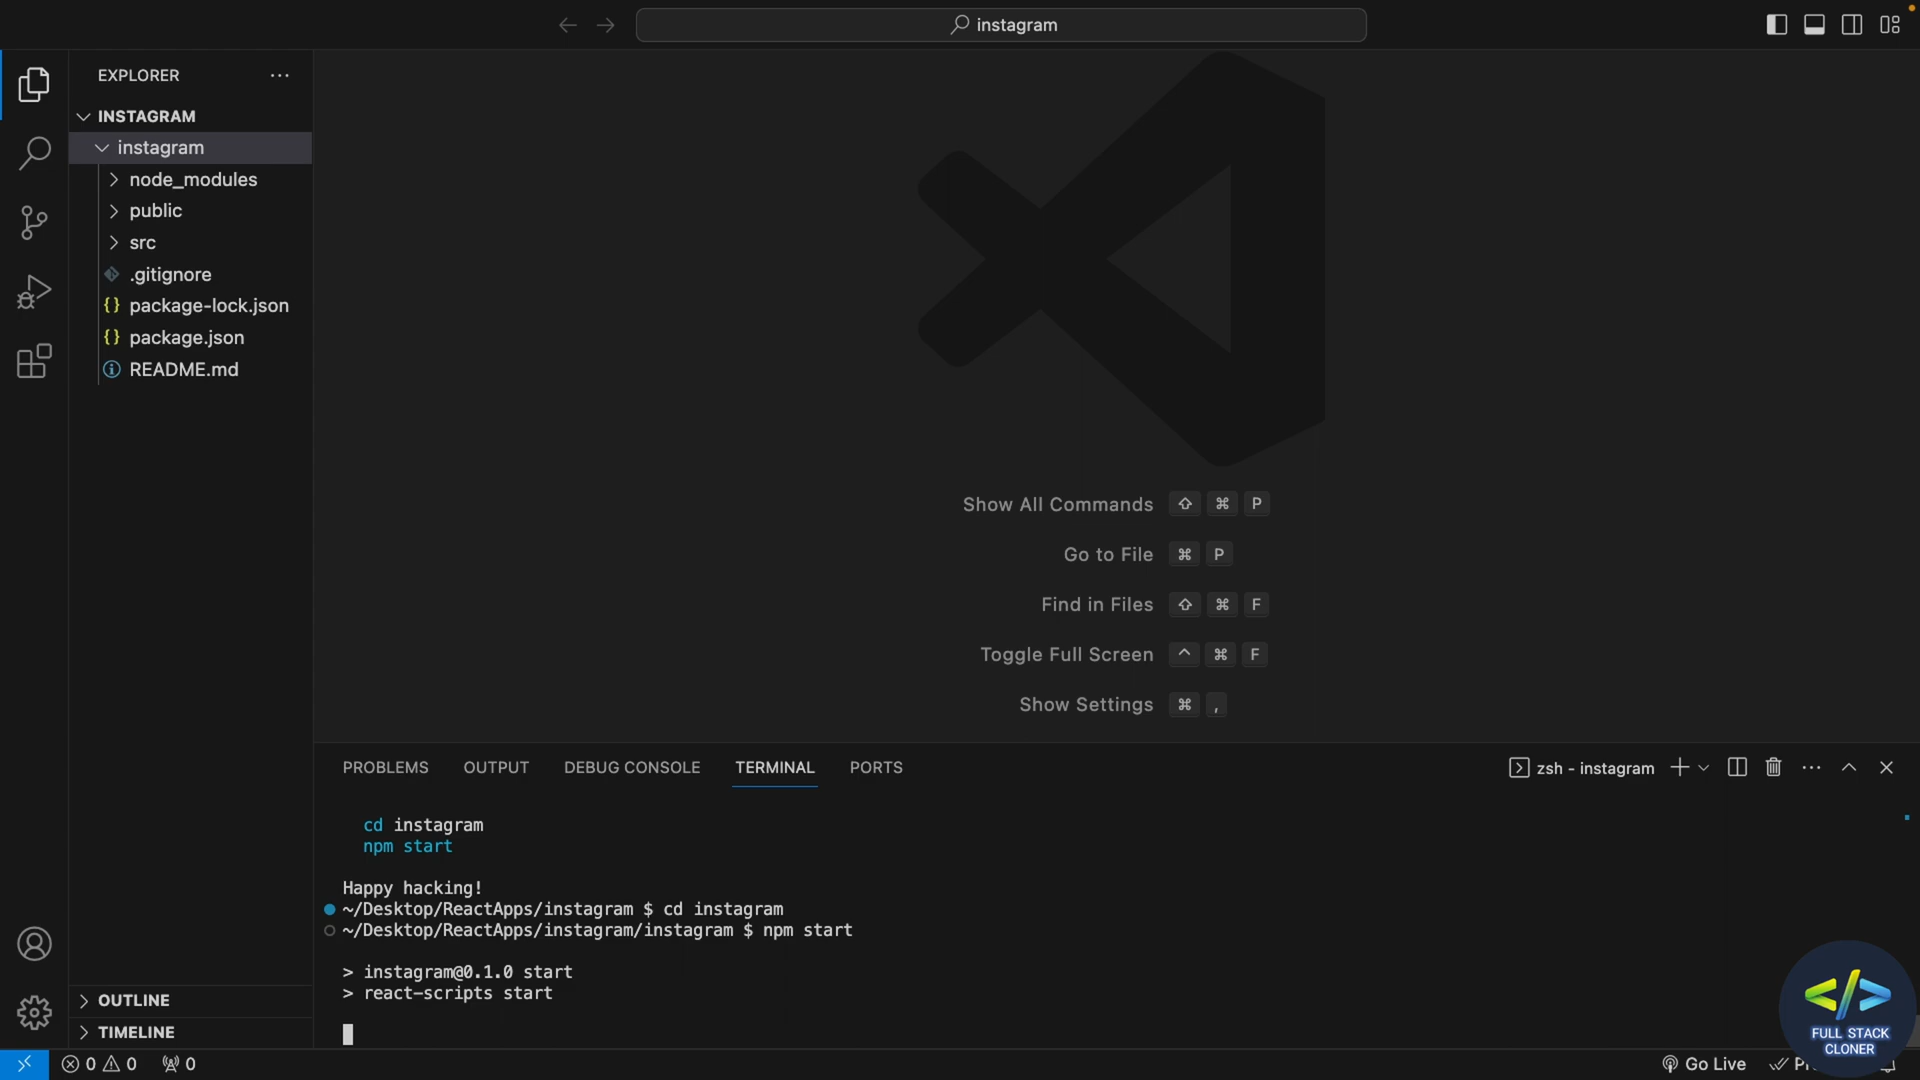 instagram
EXPLORER
INSTAGRAM
instagram
node_modules
public
src
.gitignore
package-lock.json
package.json
README.md
Show All Commands ⇧ ⌘ P
Go to File ⌘ P
Find in Files ⇧ ⌘ F
Toggle Full Screen ^ ⌘ F
Show Settings ⌘ ,
PROBLEMS OUTPUT DEBUG CONSOLE TERMINAL PORTS
zsh - instagram
cd instagram
npm start
Happy hacking!
~/Desktop/ReactApps/instagram $ cd instagram
~/Desktop/ReactApps/instagram/instagram $ npm start
> instagram@0.1.0 start
> react-scripts start
OUTLINE
TIMELINE
FULL STACK
CLONER
0 0 0
Go Live